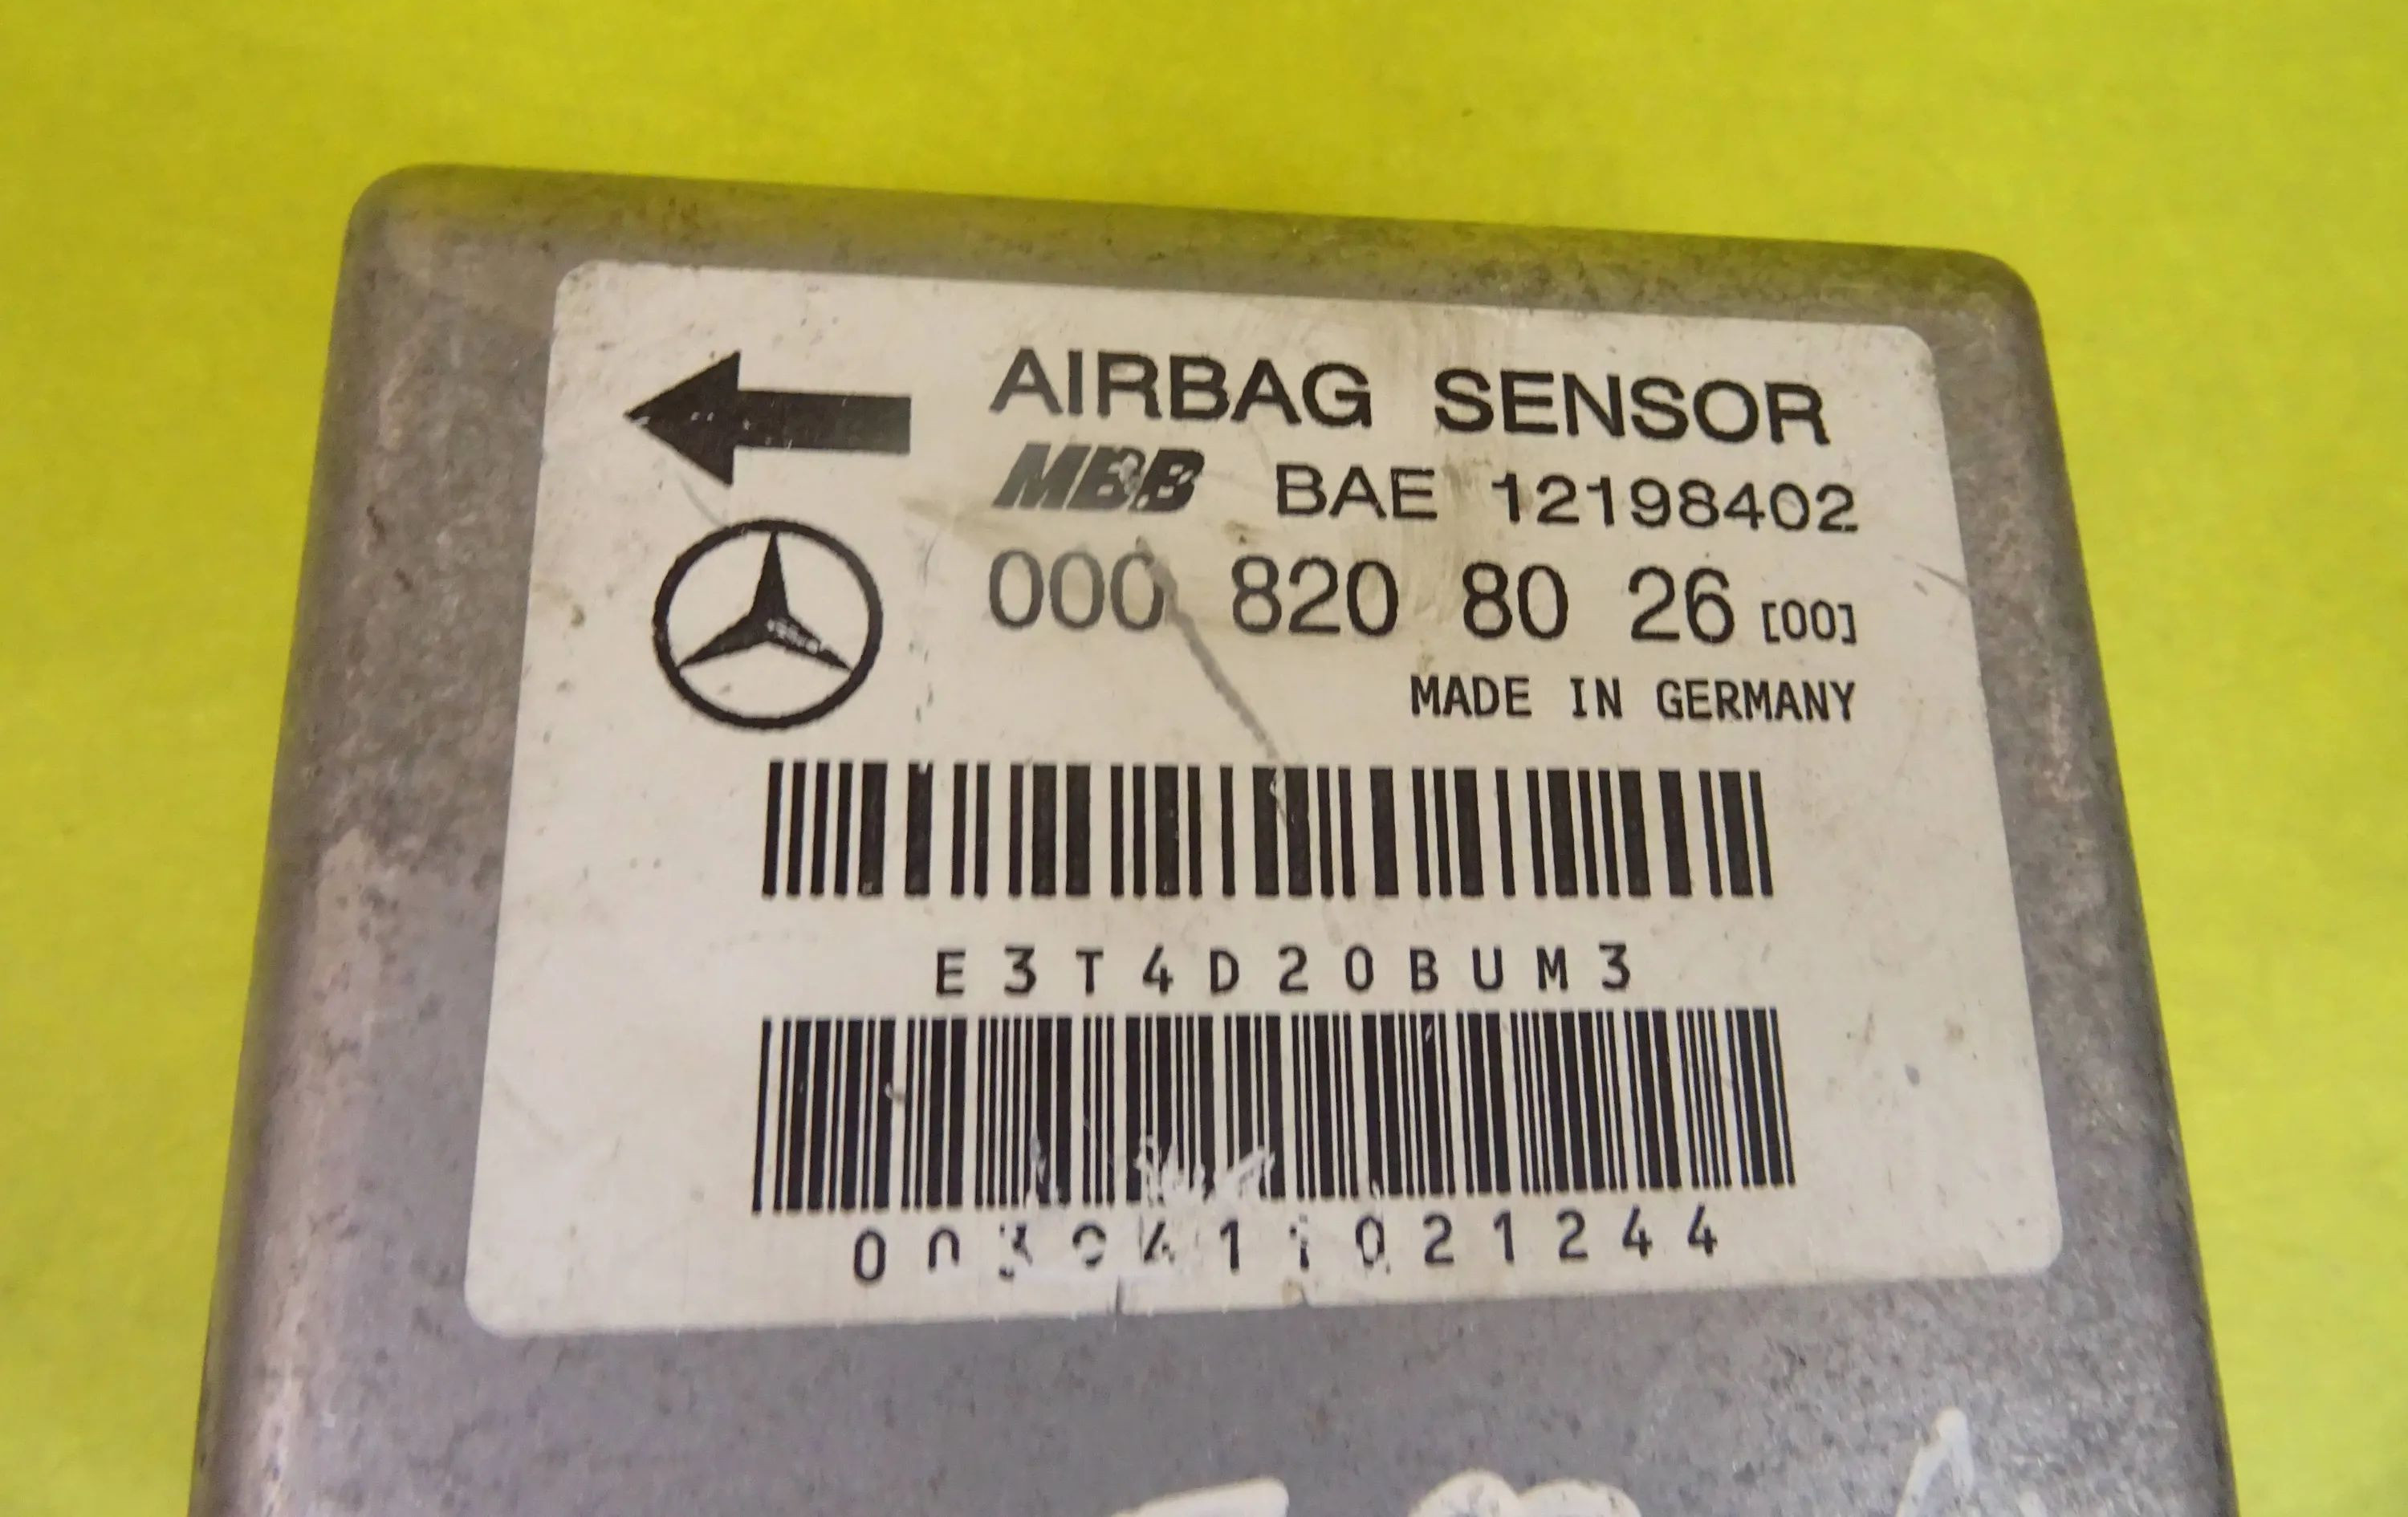 AIRBAG SENSOR
MBB BAE 12198402
000 820 80 26 [00]
MADE IN GERMANY
E3T4D20BUM3